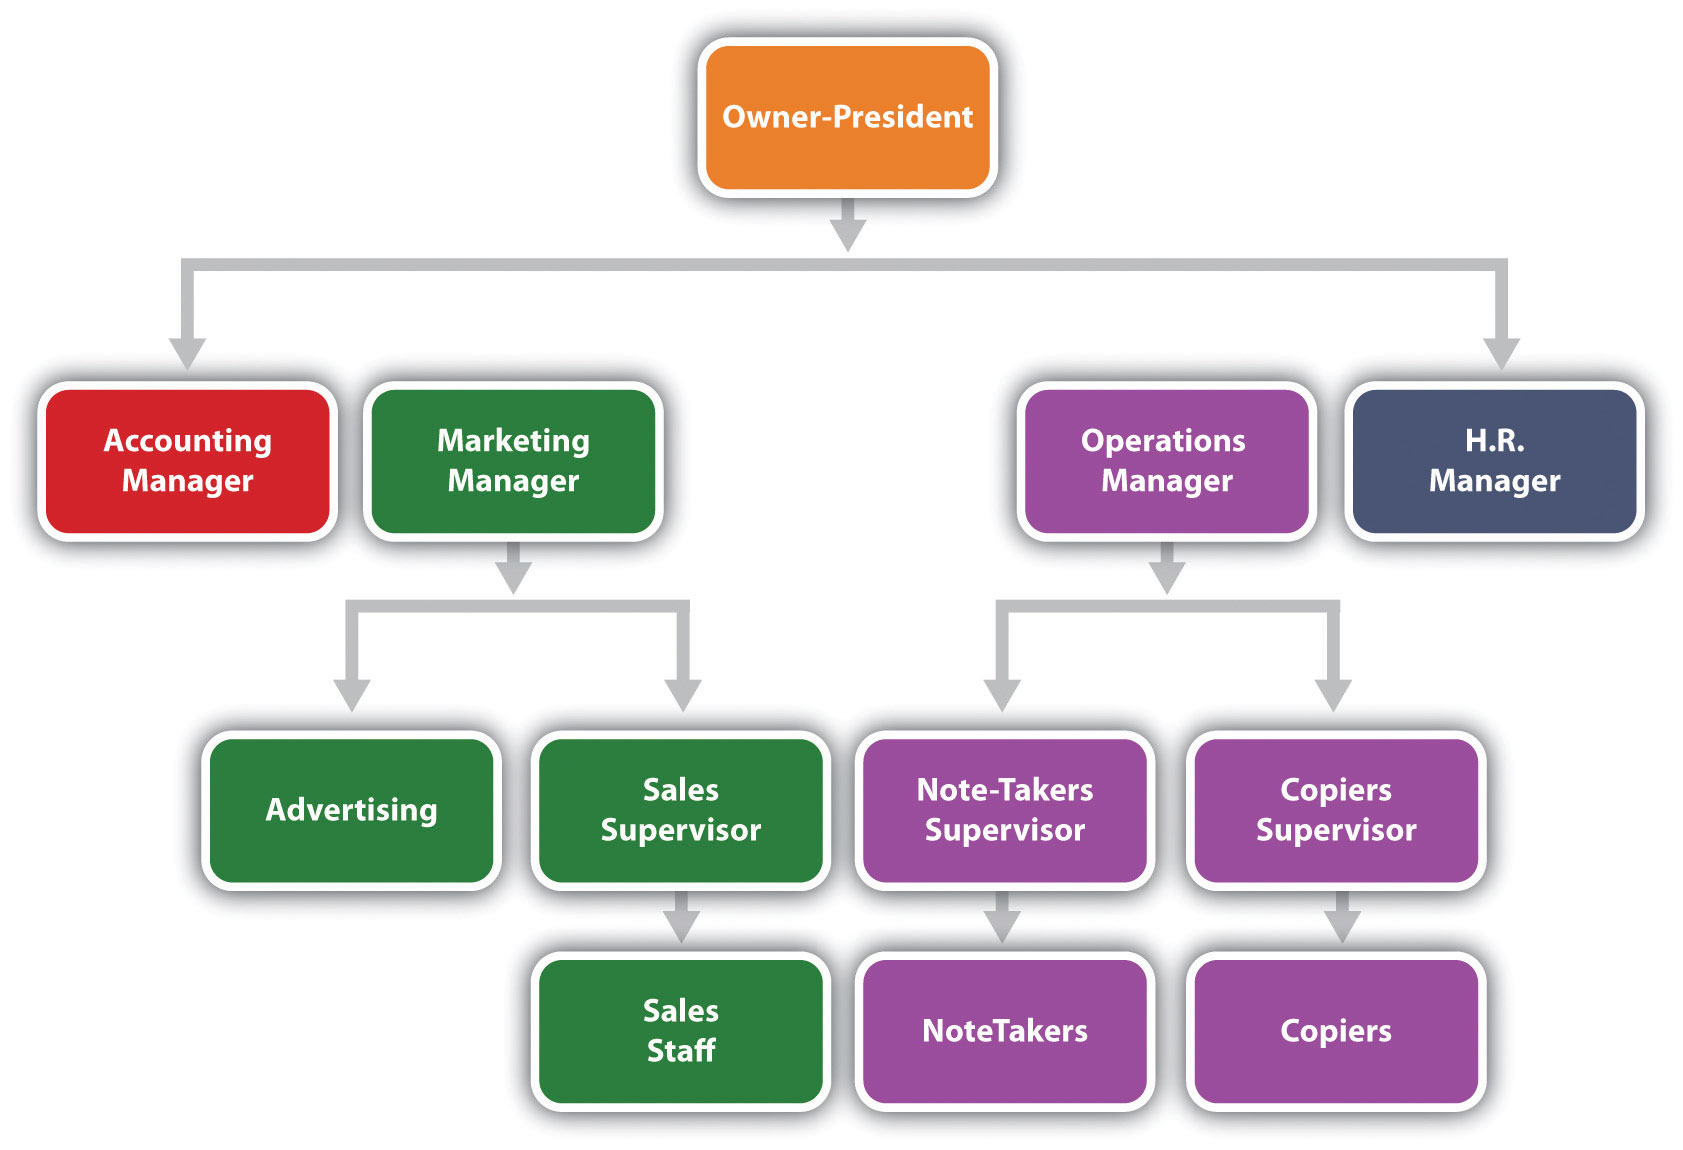 Owner-President
Accounting
Manager
Marketing
Manager
Operations
Manager
H.R.
Manager
Advertising
Sales
Supervisor
Note-Takers
Supervisor
Copiers
Supervisor
Sales
Staff
NoteTakers
Copiers